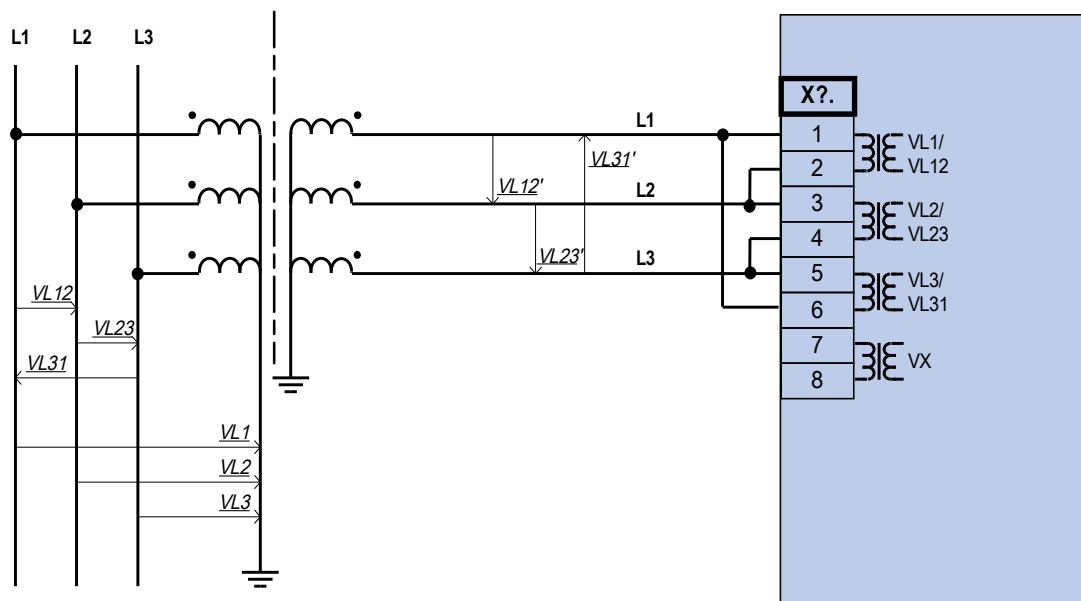 L1 L2 L3
X?.
L1
1
VL1/
VL12
2
VL31'
VL12'
L2
3
VL2/
VL23
4
VL23'
L3
5
VL3/
VL31
6
VL12
VL23
VL31
7
VX
8
VL1
VL2
VL3